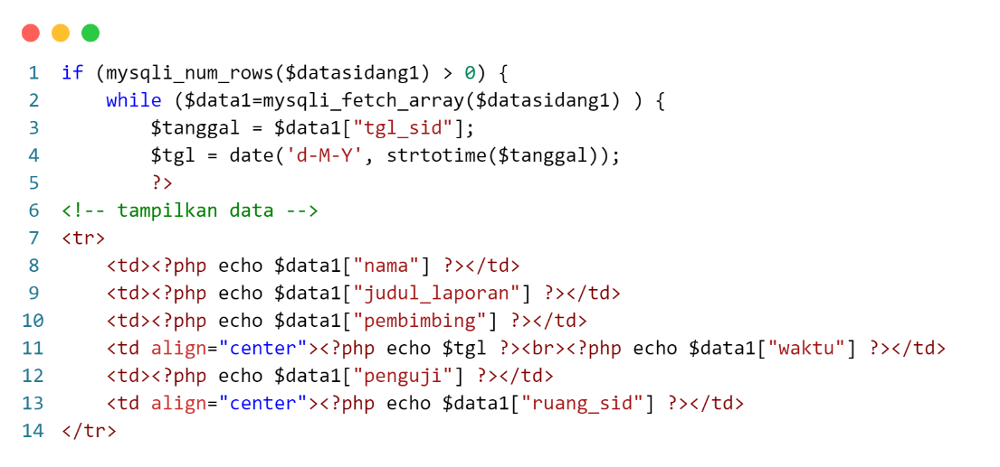 1 if (mysqli_num_rows($datasidang1) > 0) {
2     while ($data1=mysqli_fetch_array($datasidang1) ) {
3         $tanggal = $data1["tgl_sid"];
4         $tgl = date('d-M-Y', strtotime($tanggal));
5         ?>
6 <!-- tampilkan data -->
7 <tr>
8     <td><?php echo $data1["nama"] ?></td>
9     <td><?php echo $data1["judul_laporan"] ?></td>
10     <td><?php echo $data1["pembimbing"] ?></td>
11     <td align="center"><?php echo $tgl ?><br><?php echo $data1["waktu"] ?></td>
12     <td><?php echo $data1["penguji"] ?></td>
13     <td align="center"><?php echo $data1["ruang_sid"] ?></td>
14 </tr>